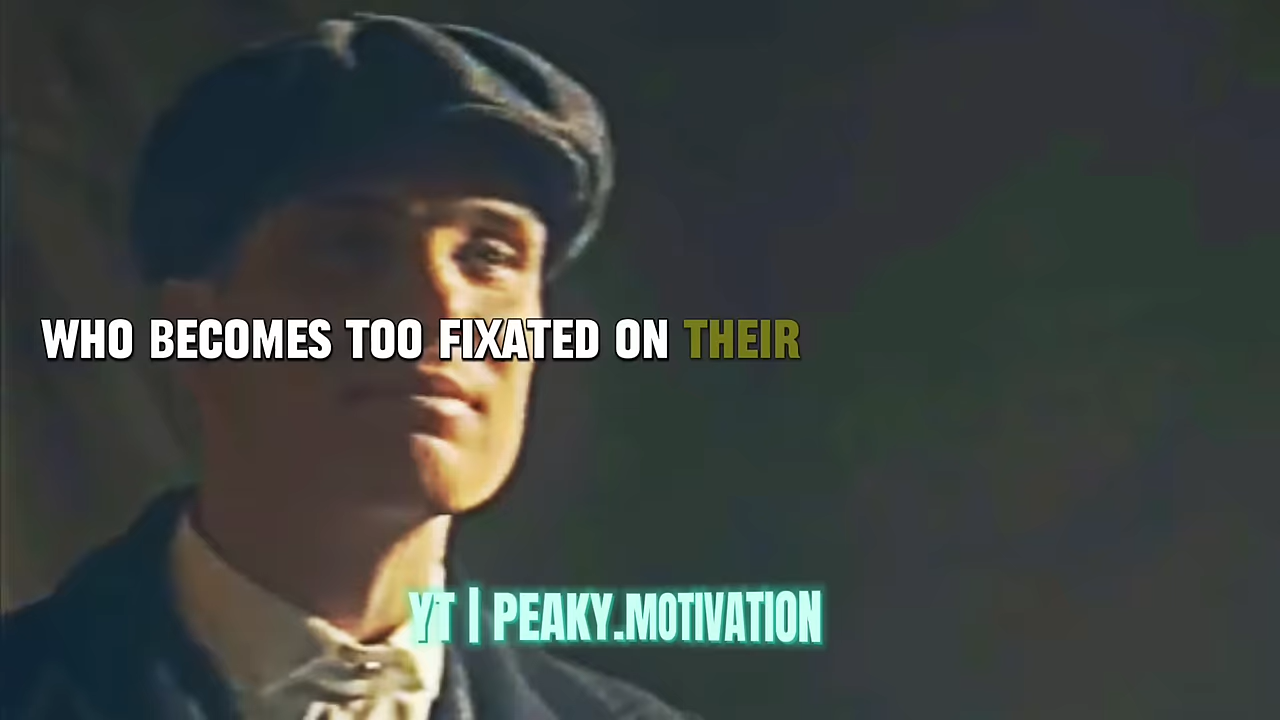 WHO BECOMES TOO FIXATED ON THEIR
YT | PEAKY.MOTIVATION